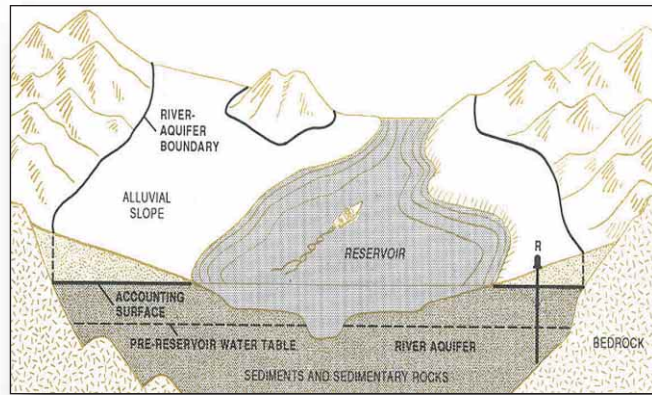 RIVER-
AQUIFER
BOUNDARY
ALLUVIAL
SLOPE
RESERVOIR
R
ACCOUNTING
SURFACE
PRE-RESERVOIR WATER TABLE
RIVER AQUIFER
BEDROCK
SEDIMENTS AND SEDIMENTARY ROCKS